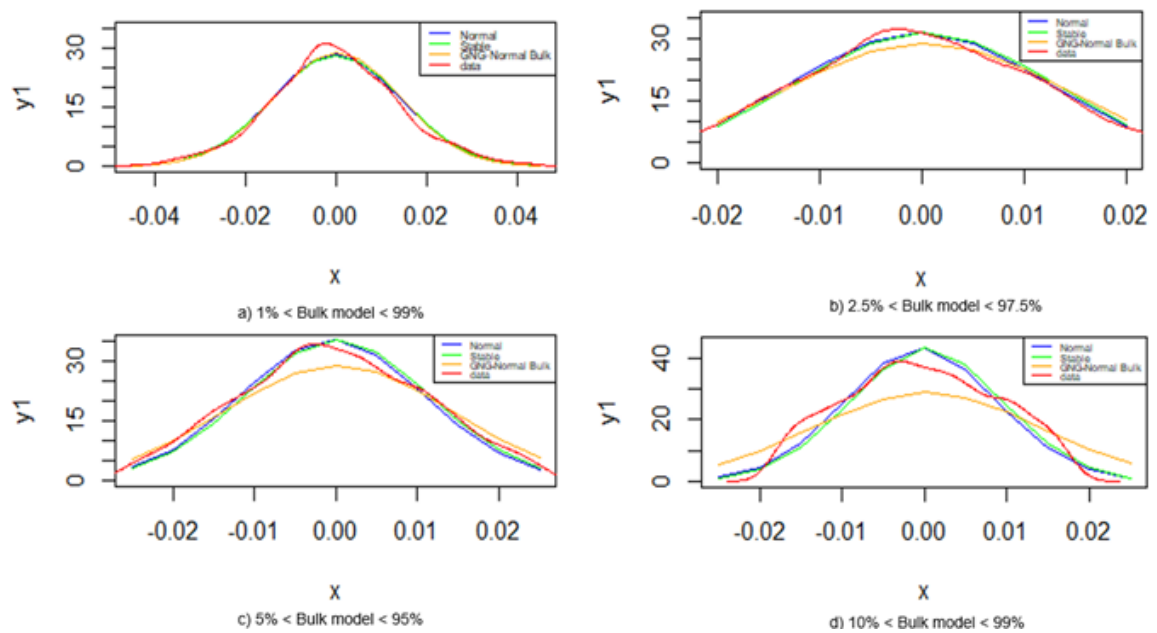 y1
30
15
0
Normal
Stable
GNG-Normal Bulk
data
-0.04 -0.02 0.00 0.02 0.04
X
a) 1% < Bulk model < 99%
y1
30
15
0
Normal
Stable
GNG-Normal Bulk
data
-0.02 -0.01 0.00 0.01 0.02
X
b) 2.5% < Bulk model < 97.5%
y1
30
15
0
Normal
Stable
GNG-Normal Bulk
data
-0.02 -0.01 0.00 0.01 0.02
X
c) 5% < Bulk model < 95%
y1
40
20
0
Normal
Stable
GNG-Normal Bulk
data
-0.02 -0.01 0.00 0.01 0.02
X
d) 10% < Bulk model < 99%